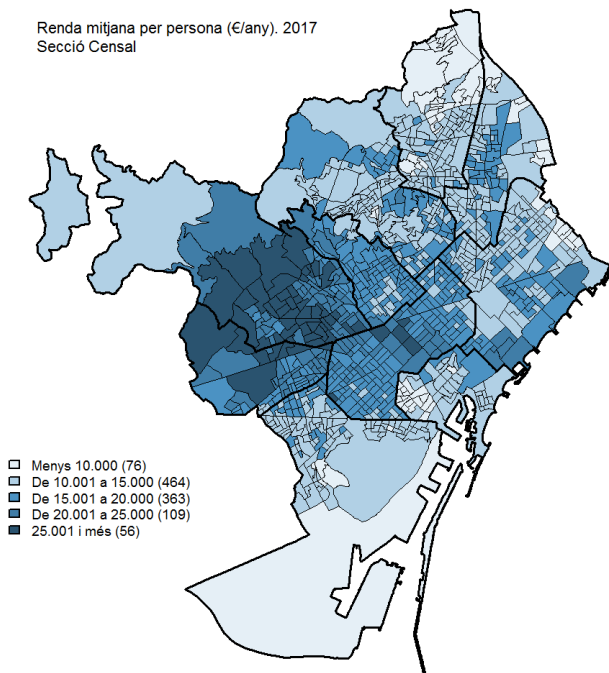 Renda mitjana per persona (€/any). 2017
Secció Censal
Menys 10.000 (76)
De 10.001 a 15.000 (464)
De 15.001 a 20.000 (363)
De 20.001 a 25.000 (109)
25.001 i més (56)